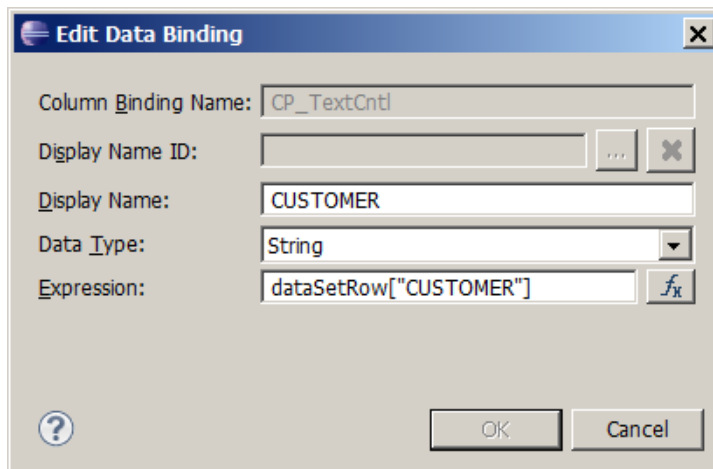 Edit Data Binding
Column Binding Name: CP_TextCntl
Display Name ID: ...
Display Name: CUSTOMER
Data Type: String
Expression: dataSetRow["CUSTOMER"] fx
? OK Cancel